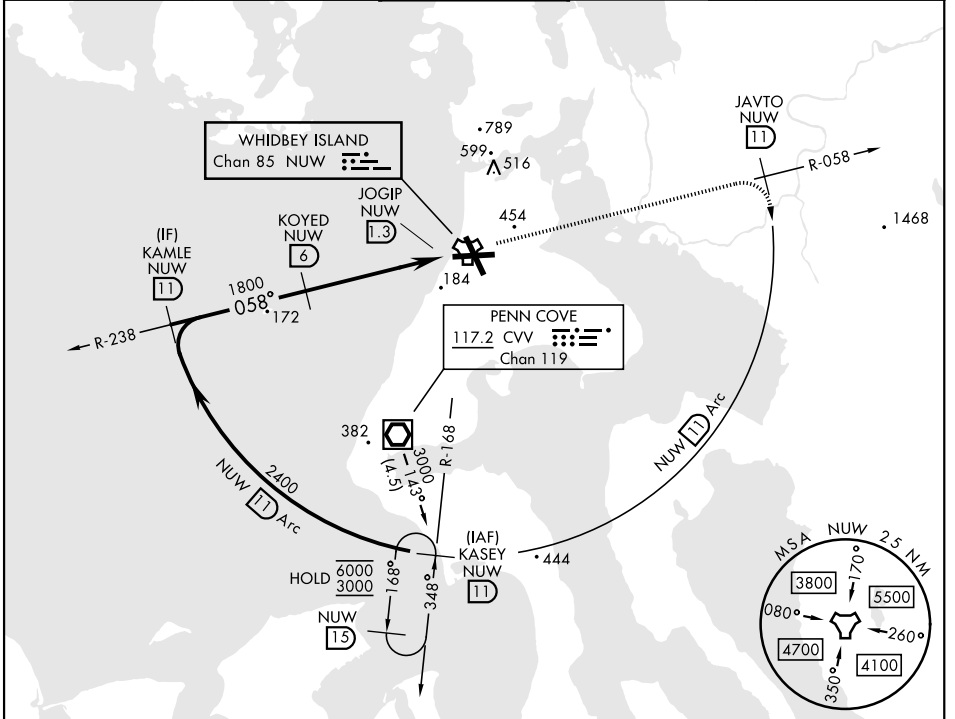 JAVTO
NUW
11
R-058
WHIDBEY ISLAND
Chan 85 NUW
789
599
516
JOGIP
NUW
1.3
454
1468
KOYED
NUW
6
(IF)
KAMLE
NUW
11
1800
058°
172
184
R-238
PENN COVE
117.2 CVV
Chan 119
382
R-168
3000
143°
(4.5)
NUW 11 Arc
2400
NUW 11 Arc
(IAF)
KASEY
NUW
11
444
HOLD 6000
3000
168°
348°
NUW
15
MSA NUW 25 NM
3800
170°
5500
080°
260°
4700
4100
350°